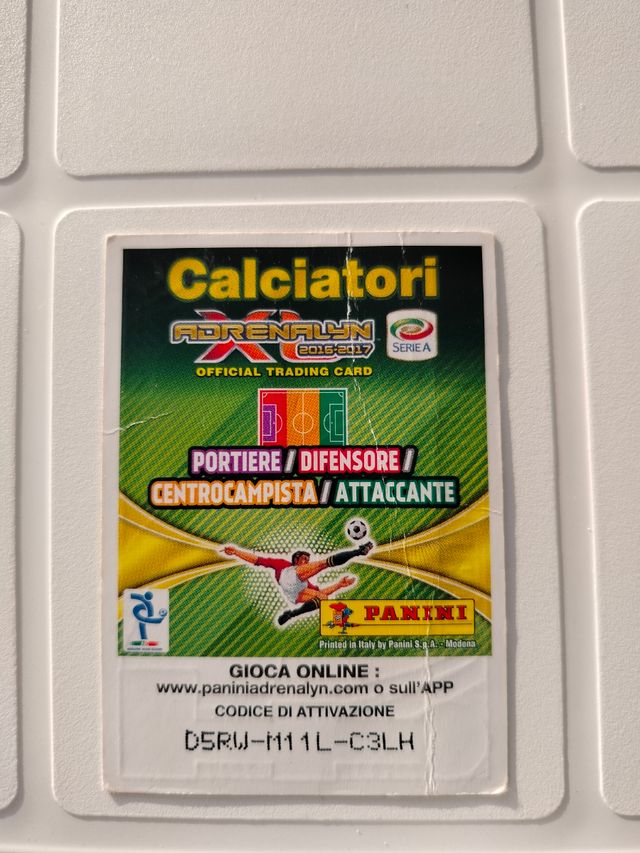 Calciatori
ADRENALYN
XL
2016-2017
SERIE A
OFFICIAL TRADING CARD
PORTIERE / DIFENSORE /
CENTROCAMPISTA / ATTACCANTE
PANINI
Printed in Italy by Panini S.p.A. - Modena
GIOCA ONLINE :
www.paniniadrenalyn.com o sull'APP
CODICE DI ATTIVAZIONE
D5RW-M11L-C3LH